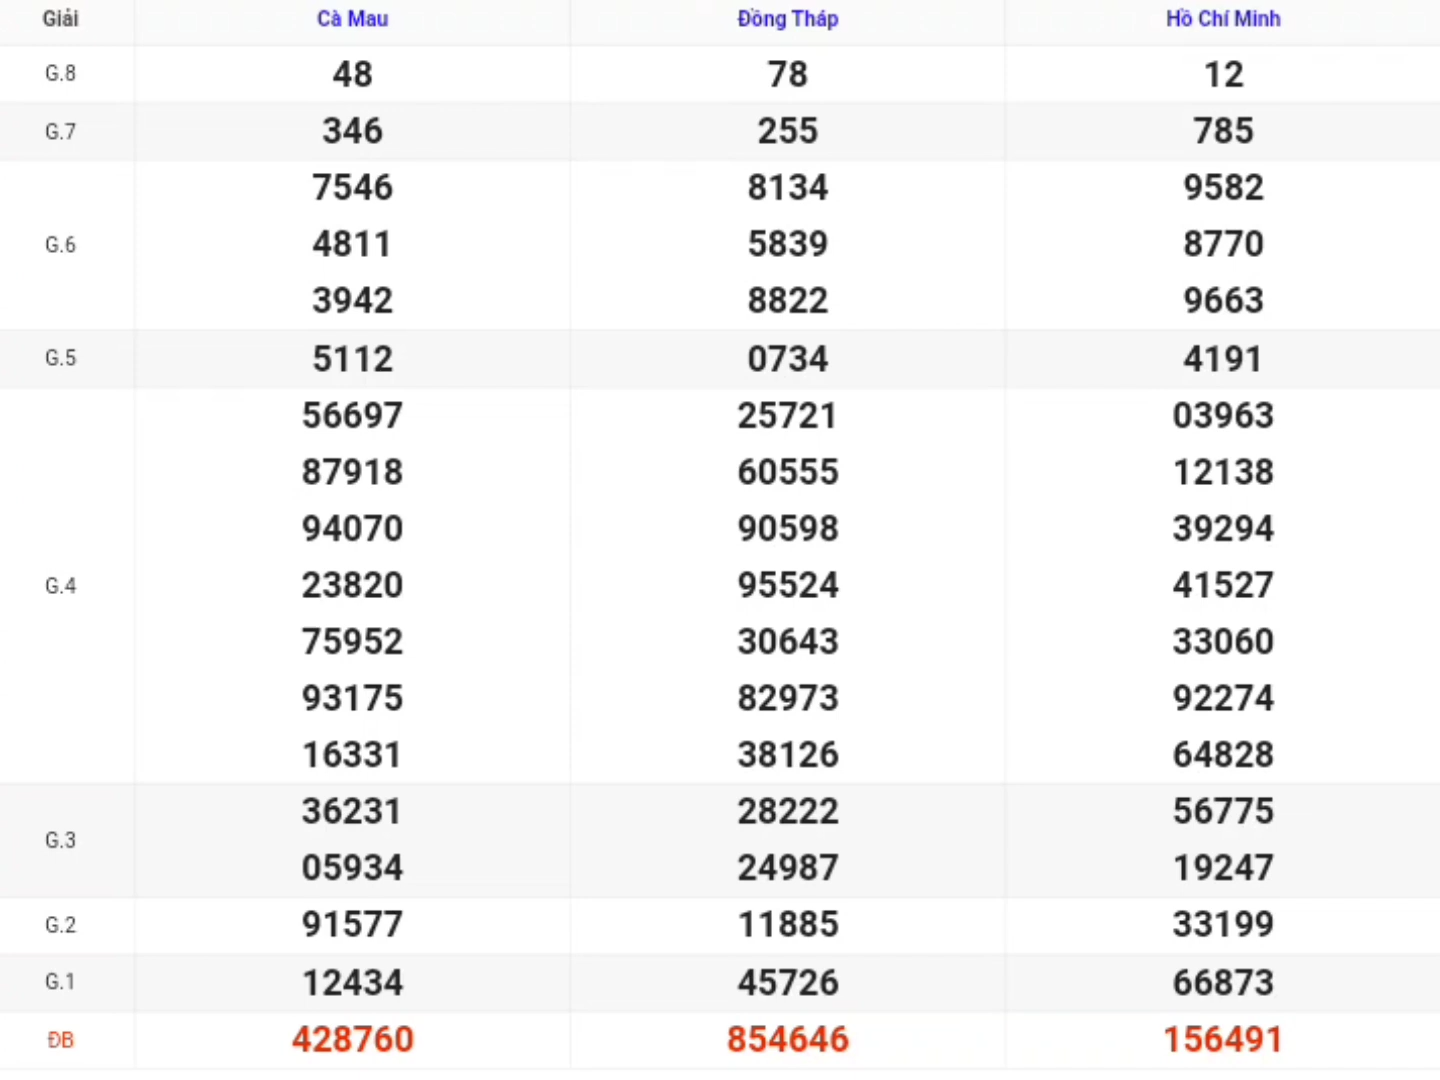 Giải Cà Mau Đồng Tháp Hồ Chí Minh
G.8 48 78 12
G.7 346 255 785
7546 8134 9582
G.6 4811 5839 8770
3942 8822 9663
G.5 5112 0734 4191
56697 25721 03963
87918 60555 12138
94070 90598 39294
G.4 23820 95524 41527
75952 30643 33060
93175 82973 92274
16331 38126 64828
36231 28222 56775
G.3
05934 24987 19247
G.2 91577 11885 33199
G.1 12434 45726 66873
ĐB 428760 854646 156491